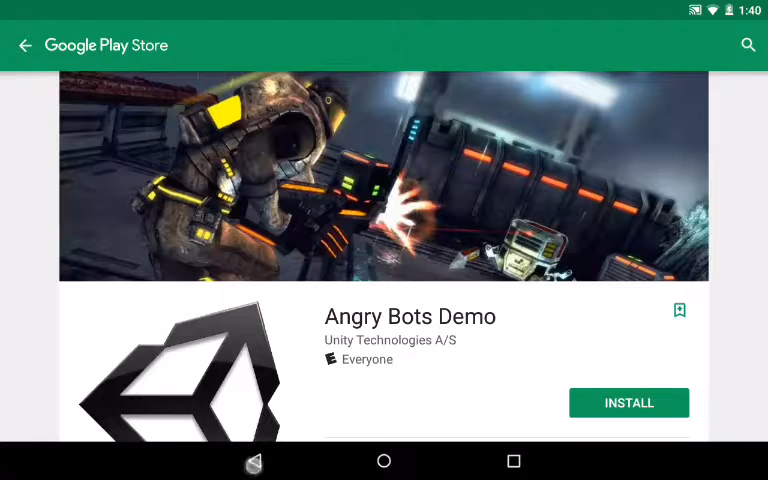 1:40
Google Play Store
Angry Bots Demo
Unity Technologies A/S
E Everyone
INSTALL